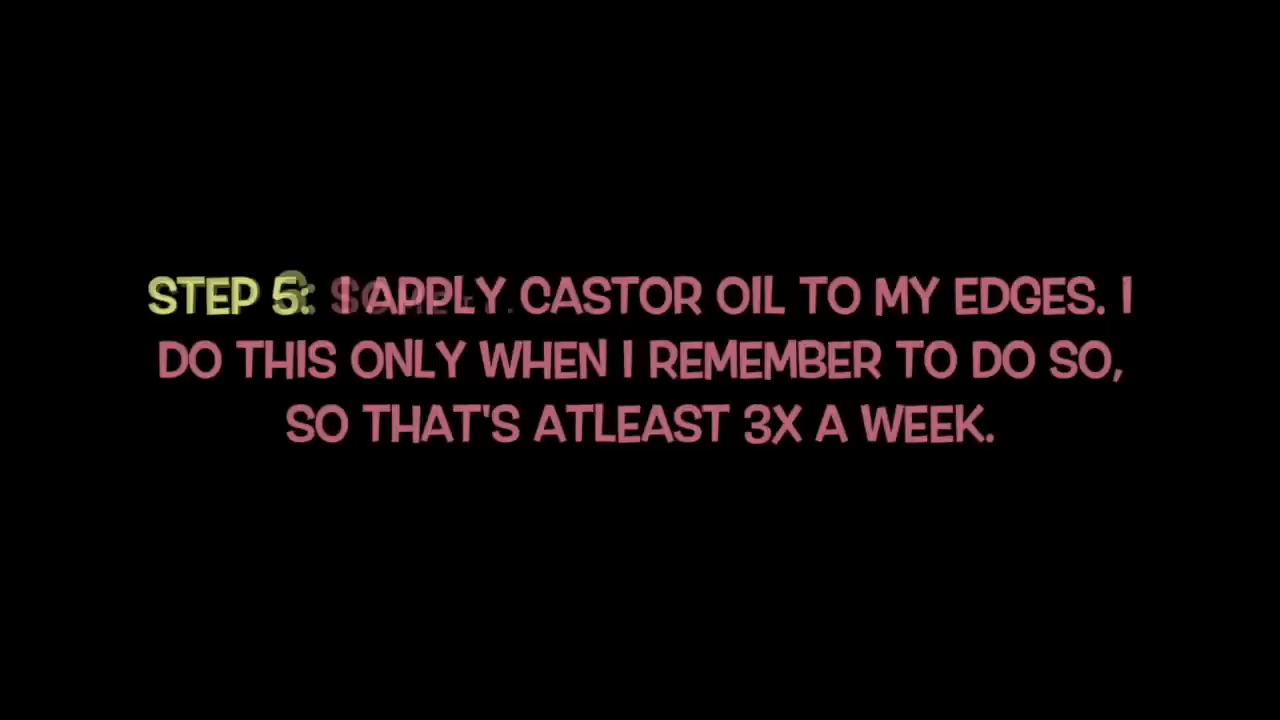 STEP 5: I APPLY CASTOR OIL TO MY EDGES. I
DO THIS ONLY WHEN I REMEMBER TO DO SO,
SO THAT'S ATLEAST 3X A WEEK.